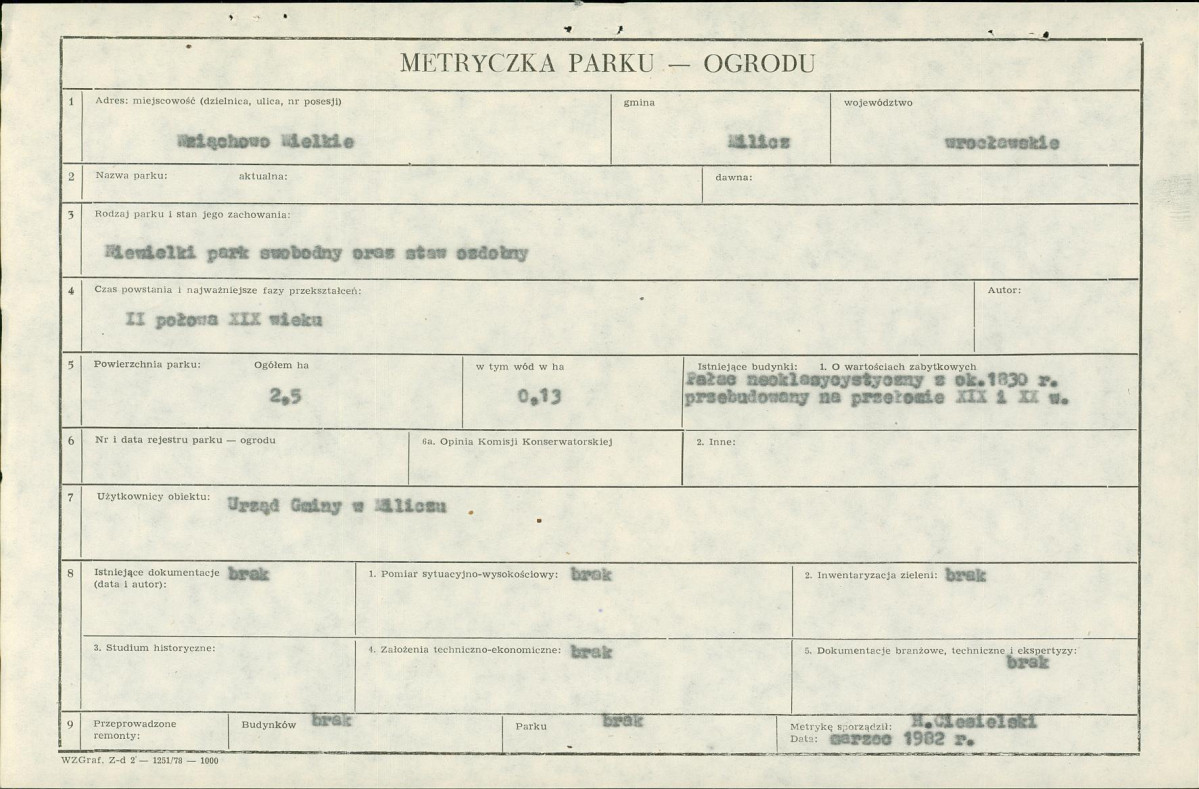 METRYCZKA PARKU — OGRODU
1 Adres: miejscowość (dzielnica, ulica, nr posesji) gmina województwo
Wziąchowo Wielkie Milicz wrocławskie
2 Nazwa parku: aktualna: dawna:
3 Rodzaj parku i stan jego zachowania:
Niewielki park swobodny oraz staw ozdobny
4 Czas powstania i najważniejsze fazy przekształceń: Autor:
II połowa XIX wieku
5 Powierzchnia parku: Ogółem ha w tym wód w ha Istniejące budynki: 1. O wartościach zabytkowych
Pałac neoklasycystyczny z ok.1830 r.
2,5 0,13 przebudowany na przełomie XIX i XX w.
6 Nr i data rejestru parku — ogrodu 6a. Opinia Komisji Konserwatorskiej 2. Inne:
7 Użytkownicy obiektu: Urząd Gminy w Miliczu
8 Istniejące dokumentacje brak 1. Pomiar sytuacyjno-wysokościowy: brak 2. Inwentaryzacja zieleni: brak
(data i autor):
3. Studium historyczne: 4. Założenia techniczno-ekonomiczne: brak 5. Dokumentacje branżowe, techniczne i ekspertyzy:
brak
9 Przeprowadzone Budynków brak Parku brak Metrykę sporządził: M.Ciesielski
remonty: Data: marzec 1982 r.
WZGraf. Z-d 2 — 1251/78 — 1000